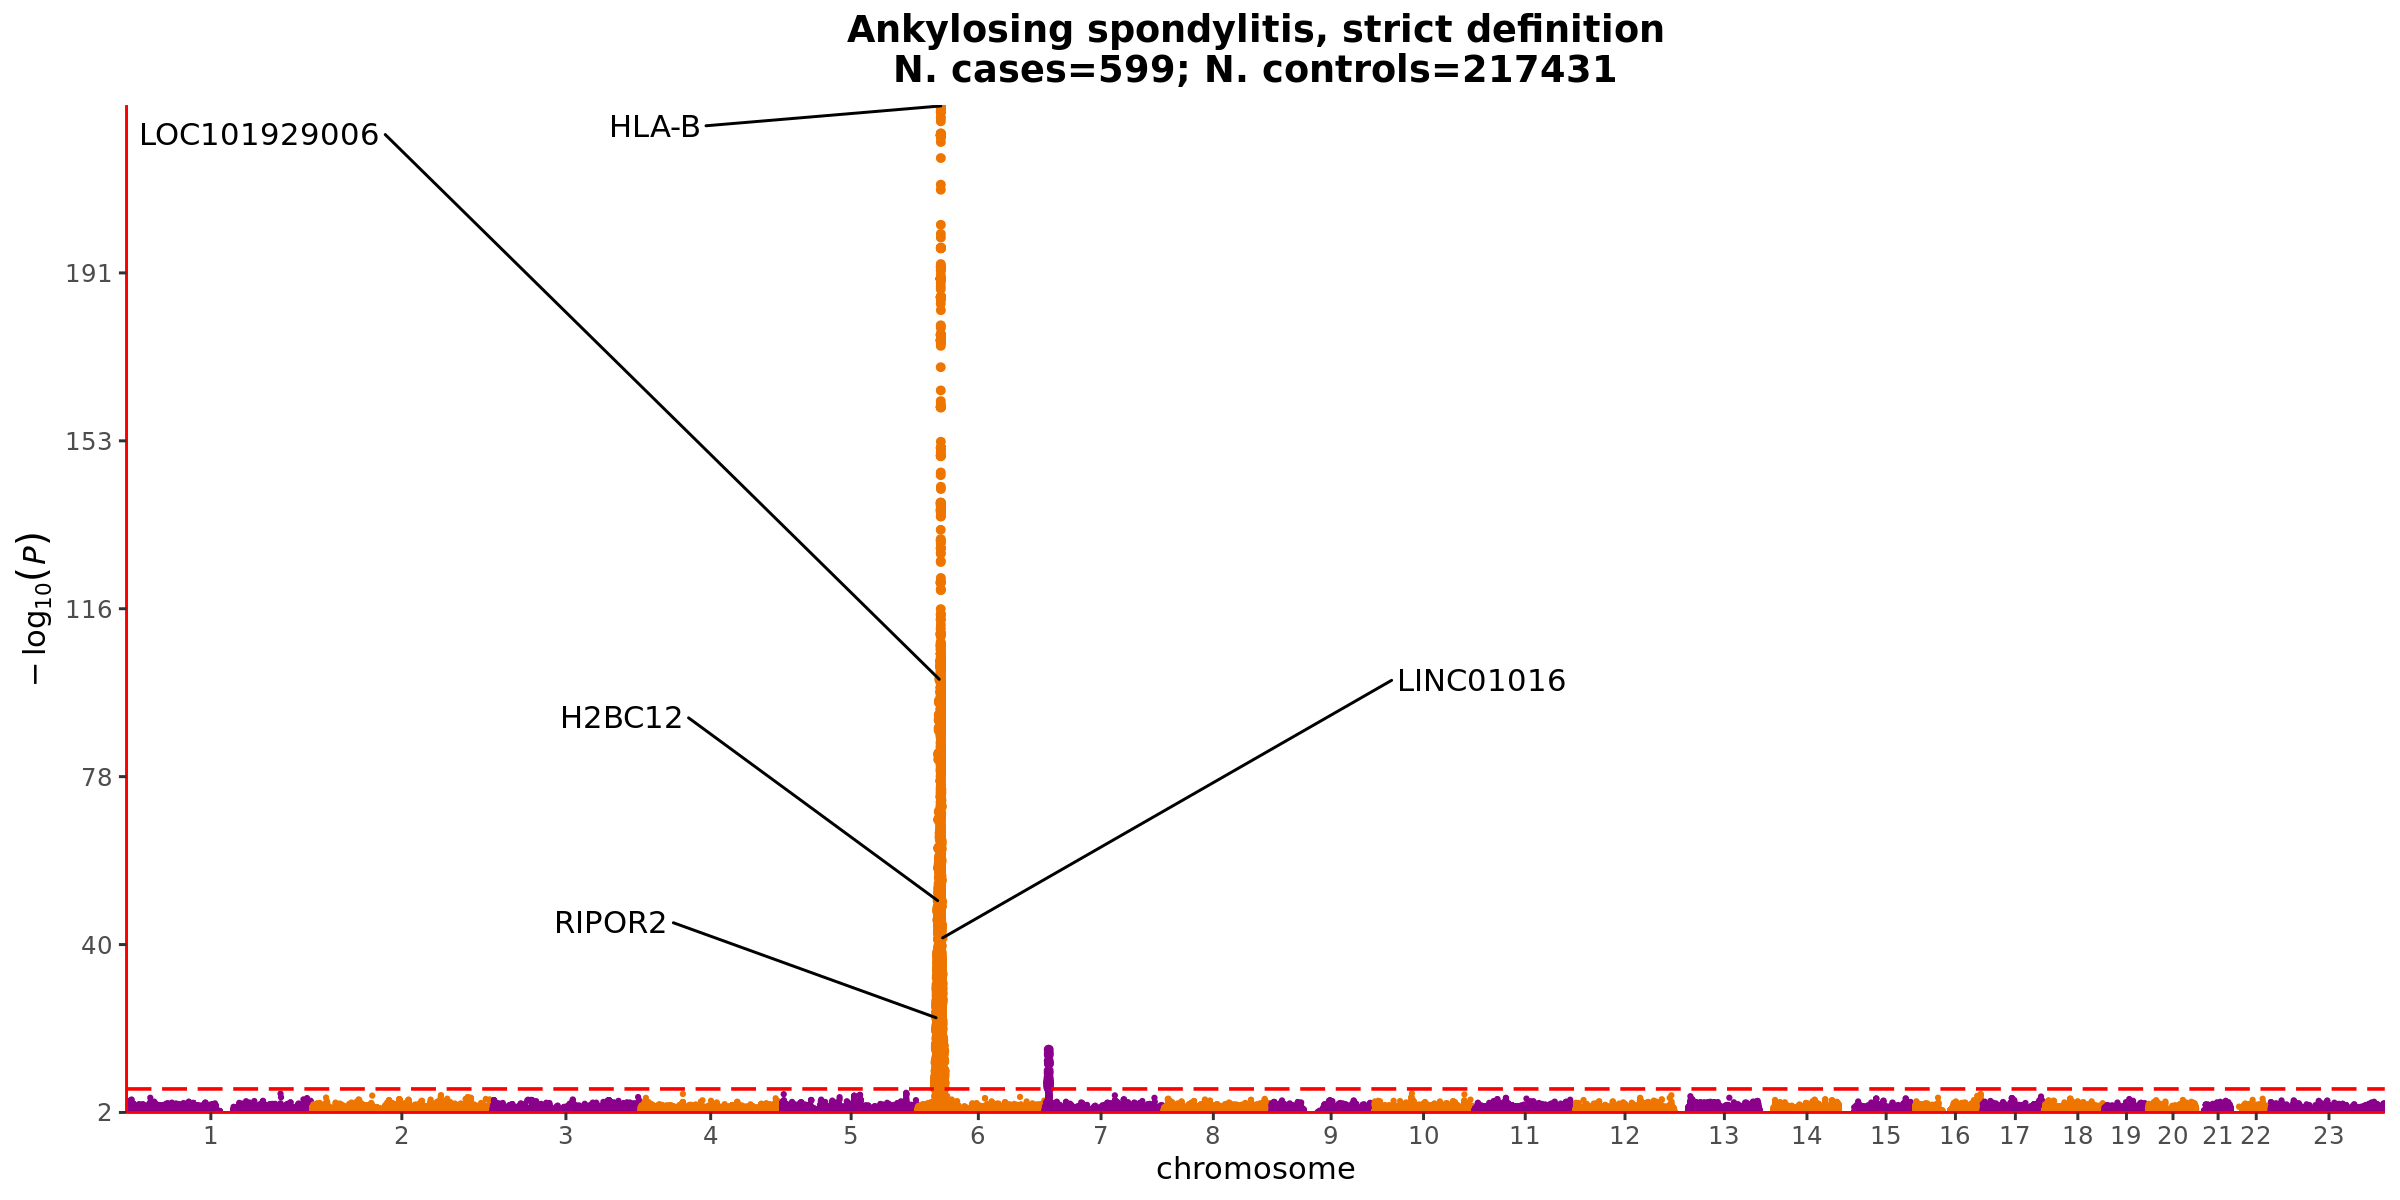 Ankylosing spondylitis, strict definition
N. cases=599; N. controls=217431
LOC101929006
HLA-B
191
153
116
78
40
2
−log10(P)
H2BC12
LINC01016
RIPOR2
1 2 3 4 5 6 7 8 9 10 11 12 13 14 15 16 17 18 19 20 21 22 23
chromosome